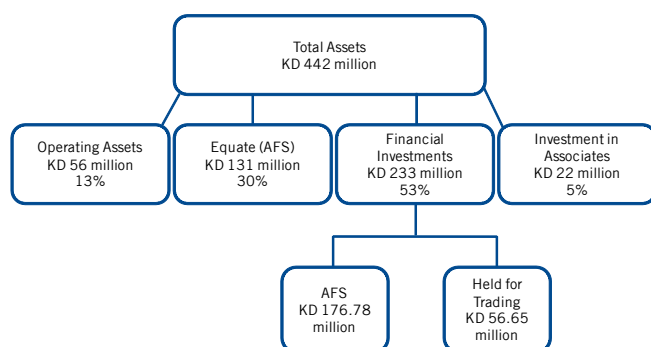 Total Assets
KD 442 million
Operating Assets
KD 56 million
13%
Equate (AFS)
KD 131 million
30%
Financial
Investments
KD 233 million
53%
Investment in
Associates
KD 22 million
5%
AFS
KD 176.78
million
Held for
Trading
KD 56.65
million